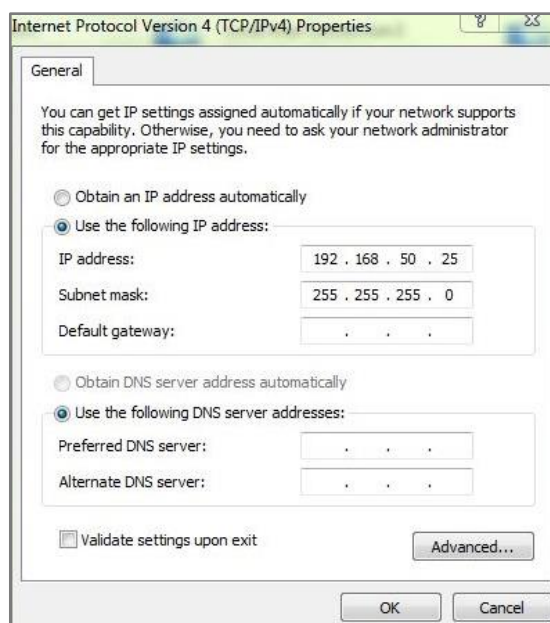 Internet Protocol Version 4 (TCP/IPv4) Properties
General
You can get IP settings assigned automatically if your network supports
this capability. Otherwise, you need to ask your network administrator
for the appropriate IP settings.
Obtain an IP address automatically
Use the following IP address:
IP address: 192 . 168 . 50 . 25
Subnet mask: 255 . 255 . 255 . 0
Default gateway: . . .
Obtain DNS server address automatically
Use the following DNS server addresses:
Preferred DNS server: . . .
Alternate DNS server: . . .
Validate settings upon exit
Advanced...
OK Cancel